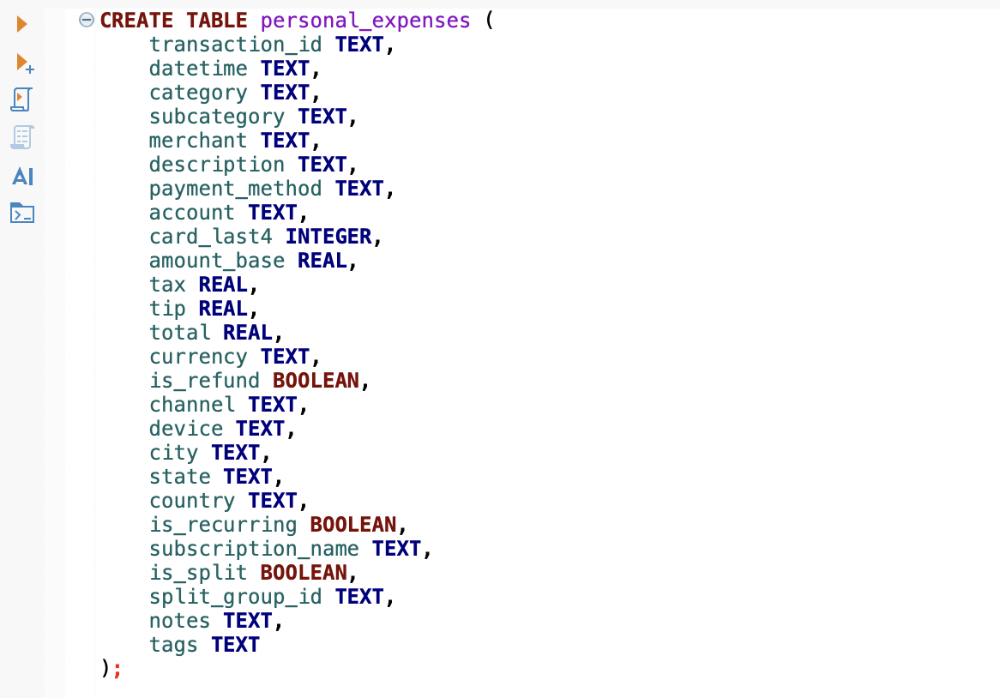 CREATE TABLE personal_expenses (
    transaction_id TEXT,
    datetime TEXT,
    category TEXT,
    subcategory TEXT,
    merchant TEXT,
    description TEXT,
    payment_method TEXT,
    account TEXT,
    card_last4 INTEGER,
    amount_base REAL,
    tax REAL,
    tip REAL,
    total REAL,
    currency TEXT,
    is_refund BOOLEAN,
    channel TEXT,
    device TEXT,
    city TEXT,
    state TEXT,
    country TEXT,
    is_recurring BOOLEAN,
    subscription_name TEXT,
    is_split BOOLEAN,
    split_group_id TEXT,
    notes TEXT,
    tags TEXT
);
AI